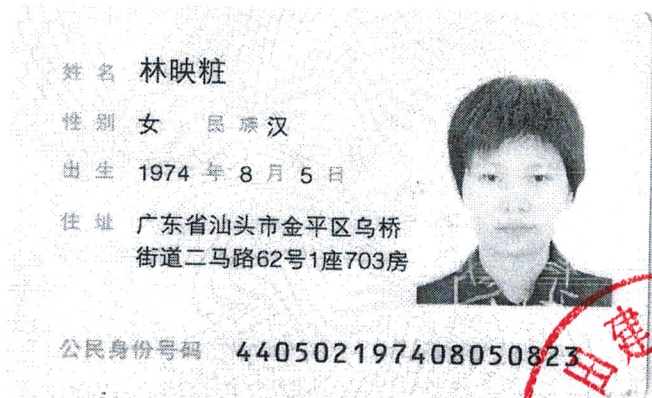 姓名 林映粧
性别 女 民族 汉
出生 1974 年 8 月 5 日
住址 广东省汕头市金平区乌桥
街道二马路62号1座703房
公民身份号码 440502197408050823
建